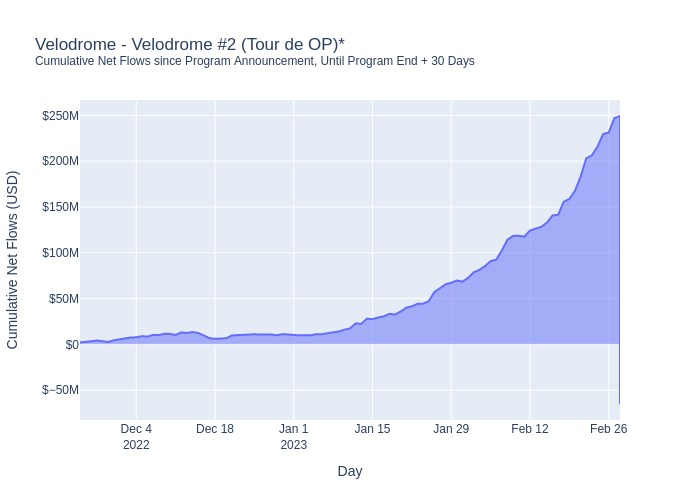 Velodrome - Velodrome #2 (Tour de OP)*
Cumulative Net Flows since Program Announcement, Until Program End + 30 Days
Cumulative Net Flows (USD)
$250M
$200M
$150M
$100M
$50M
$0
$−50M
Dec 4 Dec 18 Jan 1 Jan 15 Jan 29 Feb 12 Feb 26
2022 2023
Day